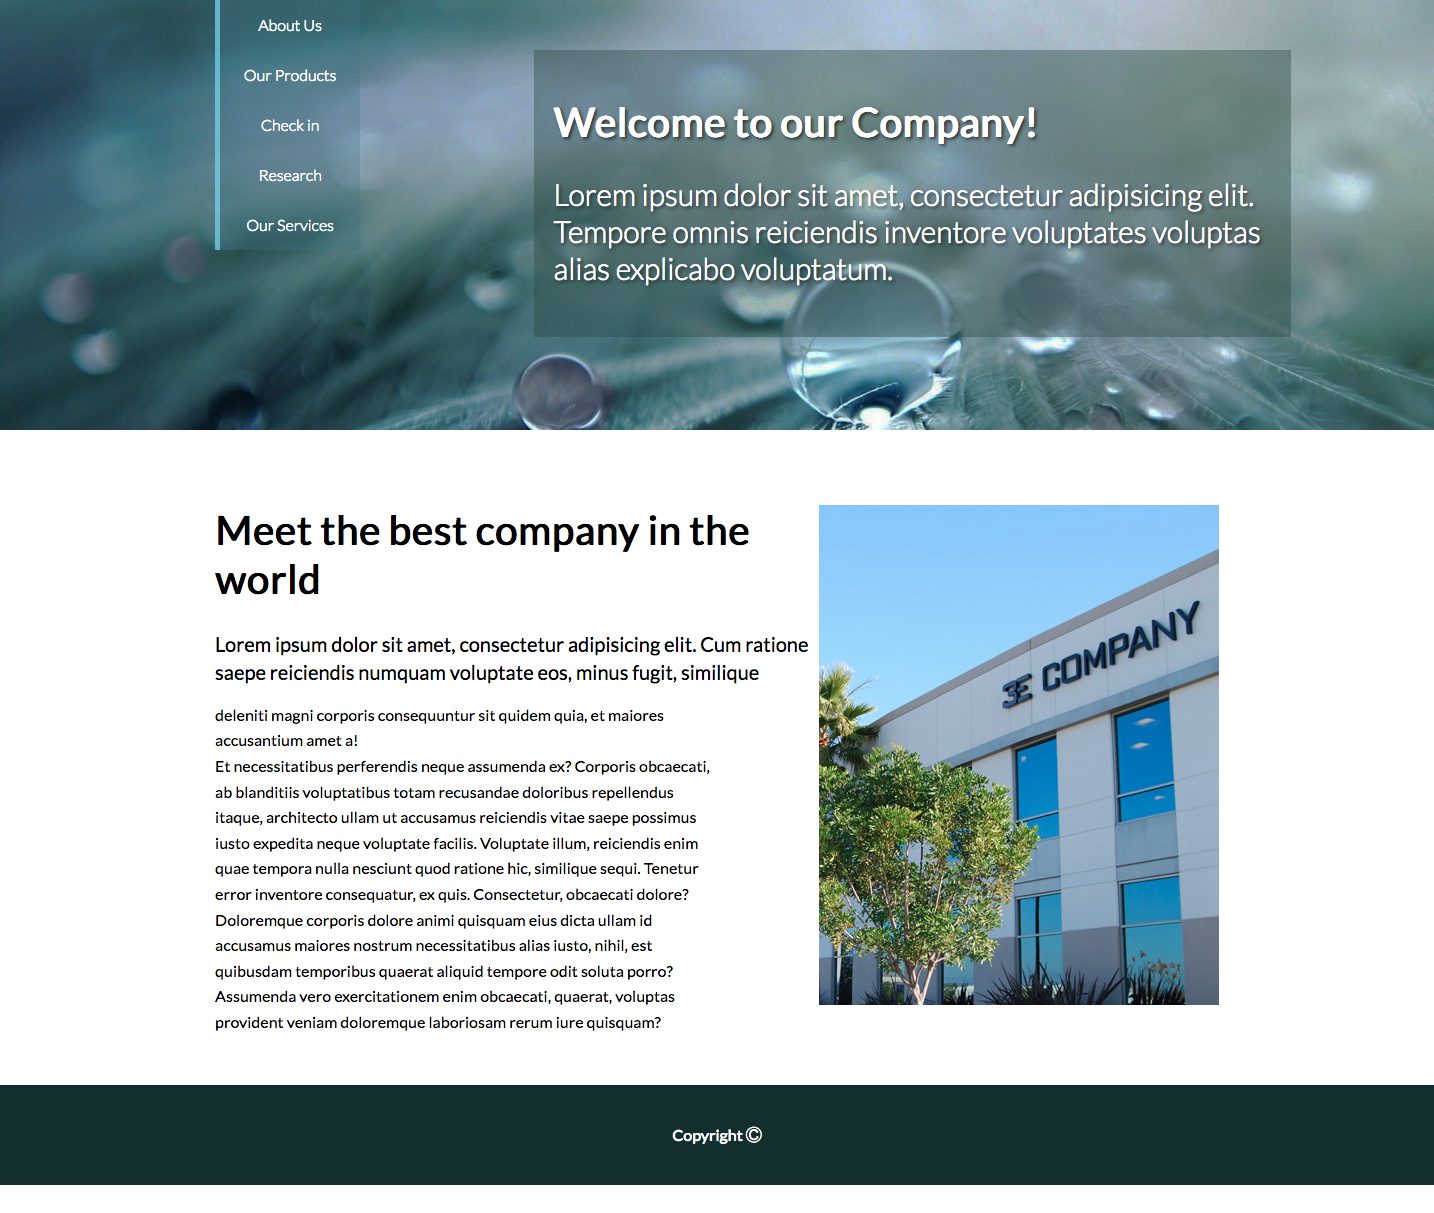 About Us
Our Products
Check in
Research
Our Services
Welcome to our Company!
Lorem ipsum dolor sit amet, consectetur adipisicing elit.
Tempore omnis reiciendis inventore voluptates voluptas
alias explicabo voluptatum.
Meet the best company in the
world
Lorem ipsum dolor sit amet, consectetur adipisicing elit. Cum ratione
saepe reiciendis numquam voluptate eos, minus fugit, similique
deleniti magni corporis consequuntur sit quidem quia, et maiores
accusantium amet a!
Et necessitatibus perferendis neque assumenda ex? Corporis obcaecati,
ab blanditiis voluptatibus totam recusandae doloribus repellendus
itaque, architecto ullam ut accusamus reiciendis vitae saepe possimus
iusto expedita neque voluptate facilis. Voluptate illum, reiciendis enim
quae tempora nulla nesciunt quod ratione hic, similique sequi. Tenetur
error inventore consequatur, ex quis. Consectetur, obcaecati dolore?
Doloremque corporis dolore animi quisquam eius dicta ullam id
accusamus maiores nostrum necessitatibus alias iusto, nihil, est
quibusdam temporibus quaerat aliquid tempore odit soluta porro?
Assumenda vero exercitationem enim obcaecati, quaerat, voluptas
provident veniam doloremque laboriosam rerum iure quisquam?
3E COMPANY
Copyright ©